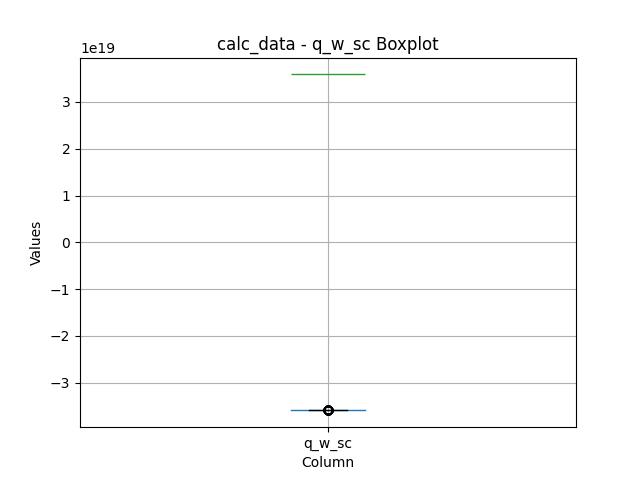 calc_data - q_w_sc Boxplot
1e19
3
2
1
0
−1
−2
−3
Values
q_w_sc
Column